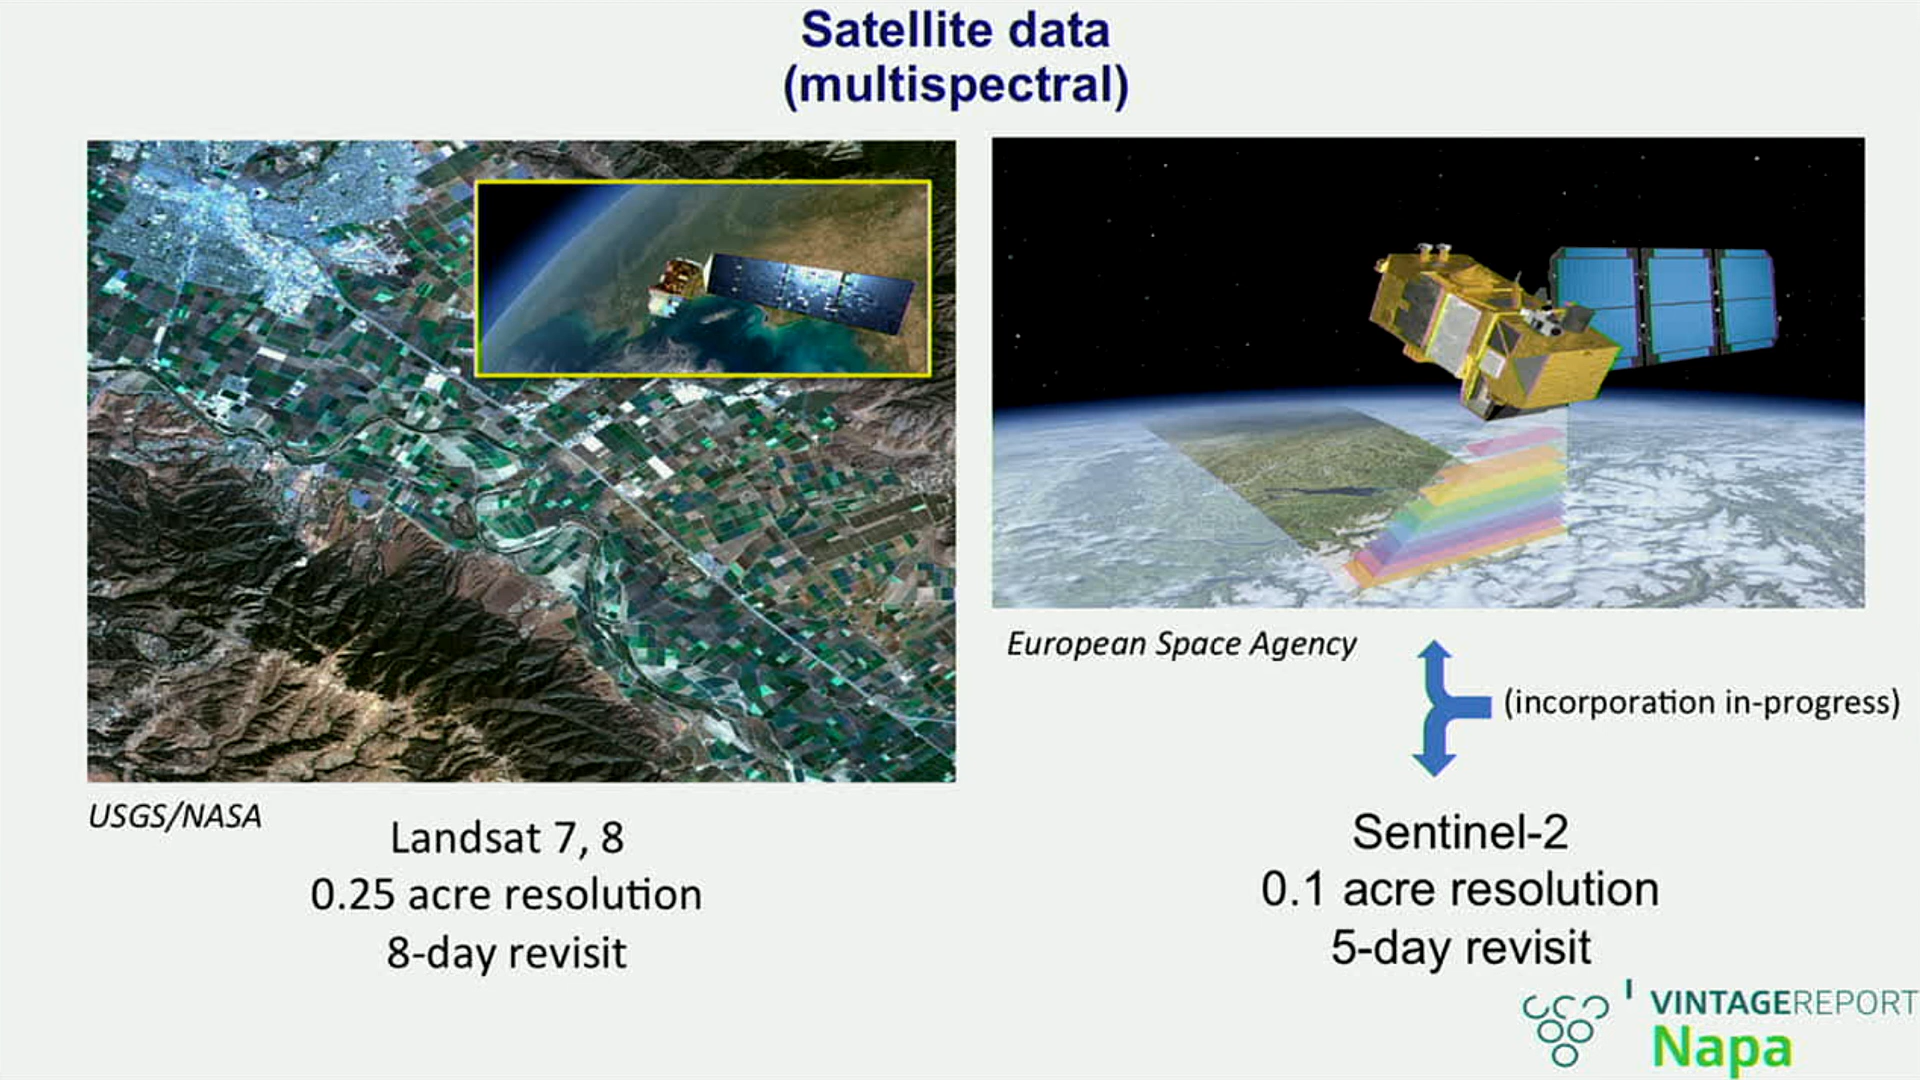 Satellite data
(multispectral)
USGS/NASA
Landsat 7, 8
0.25 acre resolution
8-day revisit
European Space Agency
(incorporation in-progress)
Sentinel-2
0.1 acre resolution
5-day revisit
VINTAGEREPORT
Napa